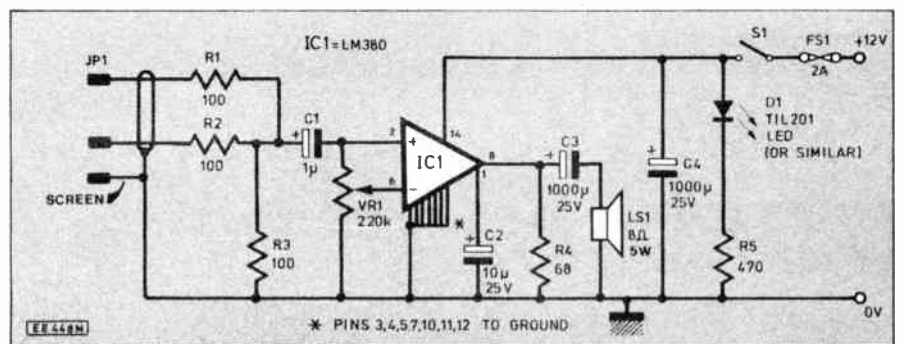 IC1=LM380
JP1
R1
100
R2
100
SCREEN
R3
100
C1
+
1µ
VR1
220k
2
+
6
−
IC1
14
8
1
*
+
C2
10µ
25V
R4
68
+
C3
1000µ
25V
LS1
8Ω
5W
+
C4
1000µ
25V
S1
FS1
2A
+12V
D1
TIL201
LED
(OR SIMILAR)
R5
470
0V
EE448M
* PINS 3,4,5,7,10,11,12 TO GROUND